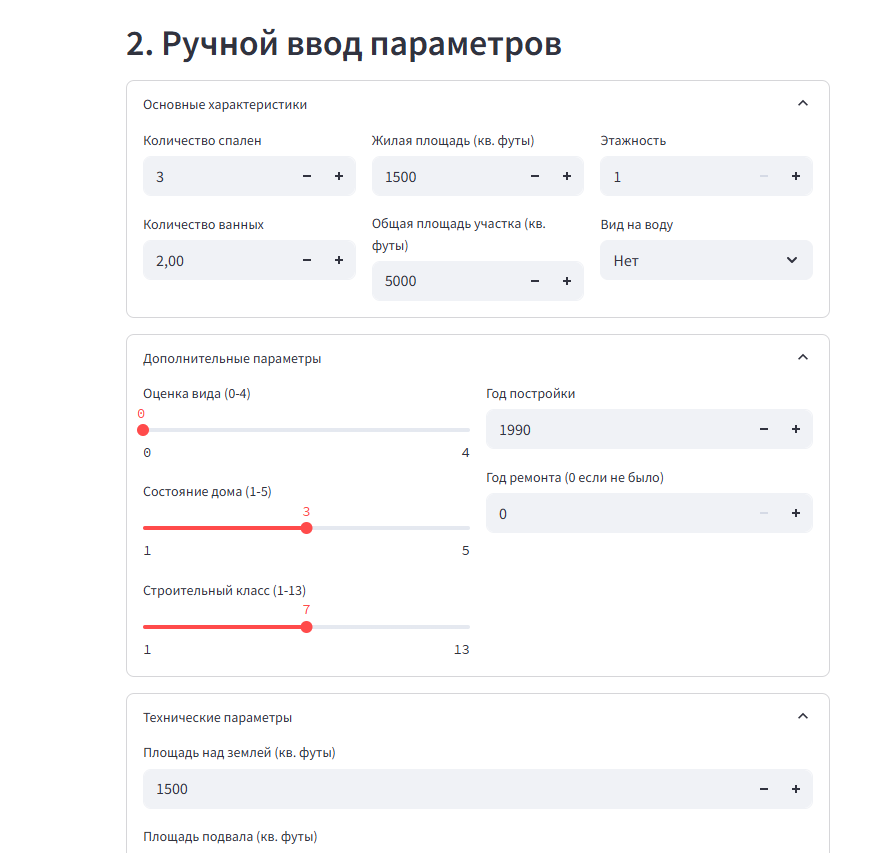 2. Ручной ввод параметров
Основные характеристики
Количество спален
3
Количество ванных
2,00
Жилая площадь (кв. футы)
1500
Общая площадь участка (кв.
футы)
5000
Этажность
1
Вид на воду
Нет
Дополнительные параметры
Оценка вида (0-4)
0
0 4
Состояние дома (1-5)
3
1 5
Строительный класс (1-13)
7
1 13
Год постройки
1990
Год ремонта (0 если не было)
0
Технические параметры
Площадь над землей (кв. футы)
1500
Площадь подвала (кв. футы)